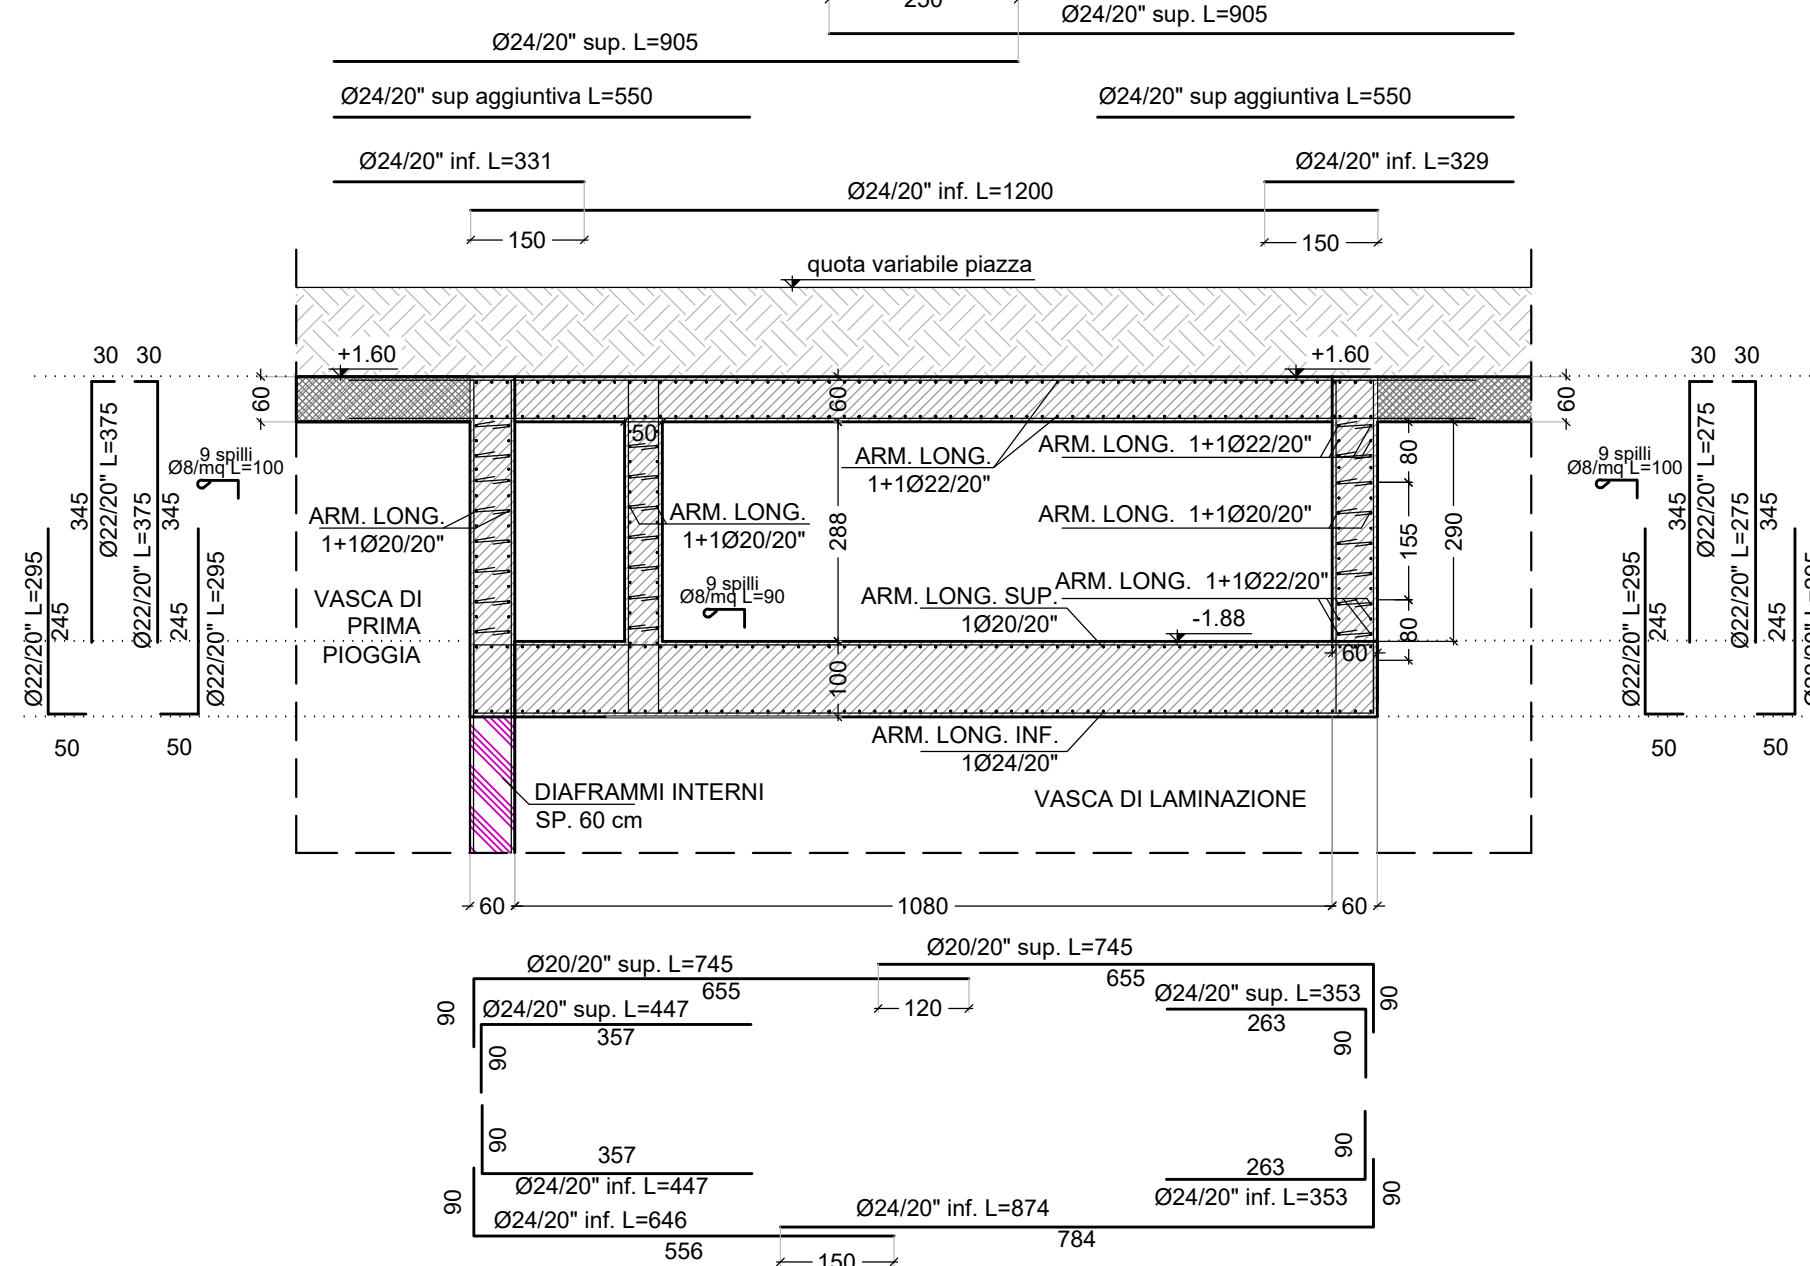 250
Ø24/20" sup. L=905
Ø24/20" sup. L=905
Ø24/20" sup aggiuntiva L=550
Ø24/20" sup aggiuntiva L=550
Ø24/20" inf. L=331
Ø24/20" inf. L=329
Ø24/20" inf. L=1200
150
150
quota variabile piazza
+1.60
+1.60
30 30
30 30
60
60
60
50
Ø22/20" L=375
345
Ø22/20" L=375
345
9 spilli
Ø8/mq L=100
Ø22/20" L=295
245
245
Ø22/20" L=295
50
50
ARM. LONG.
1+1Ø20/20"
ARM. LONG.
1+1Ø20/20"
288
ARM. LONG.
1+1Ø22/20"
ARM. LONG. 1+1Ø22/20"
ARM. LONG. 1+1Ø20/20"
ARM. LONG. 1+1Ø22/20"
80
155
80
290
9 spilli
Ø8/mq L=90
ARM. LONG. SUP.
1Ø20/20"
-1.88
60
100
VASCA DI
PRIMA
PIOGGIA
ARM. LONG. INF.
1Ø24/20"
DIAFRAMMI INTERNI
SP. 60 cm
VASCA DI LAMINAZIONE
9 spilli
Ø8/mq L=100
Ø22/20" L=275
345
Ø22/20" L=275
345
Ø22/20" L=295
245
245
50
50
60
1080
60
Ø20/20" sup. L=745
655
Ø20/20" sup. L=745
655
120
90
90
Ø24/20" sup. L=447
357
90
Ø24/20" sup. L=353
263
90
90
357
Ø24/20" inf. L=447
90
263
Ø24/20" inf. L=353
90
90
Ø24/20" inf. L=646
556
Ø24/20" inf. L=874
784
150